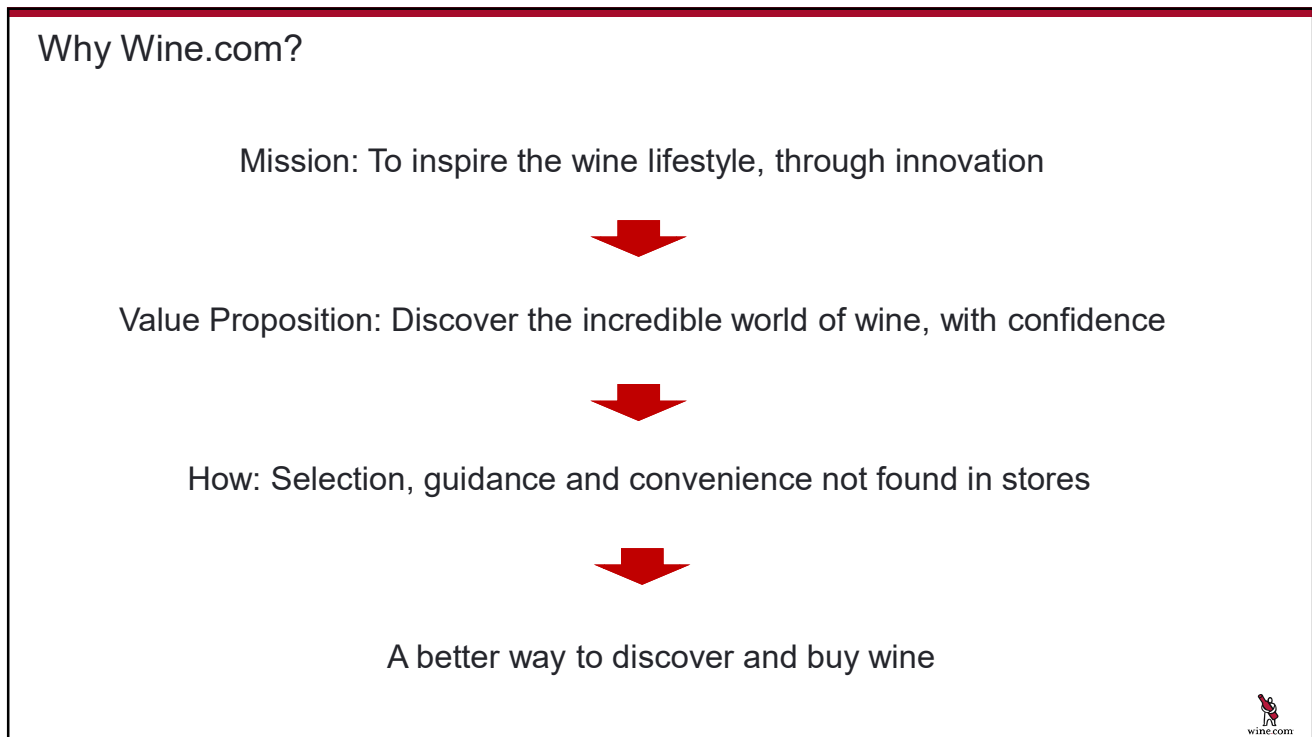 Why Wine.com?
Mission: To inspire the wine lifestyle, through innovation
Value Proposition: Discover the incredible world of wine, with confidence
How: Selection, guidance and convenience not found in stores
A better way to discover and buy wine
wine.com